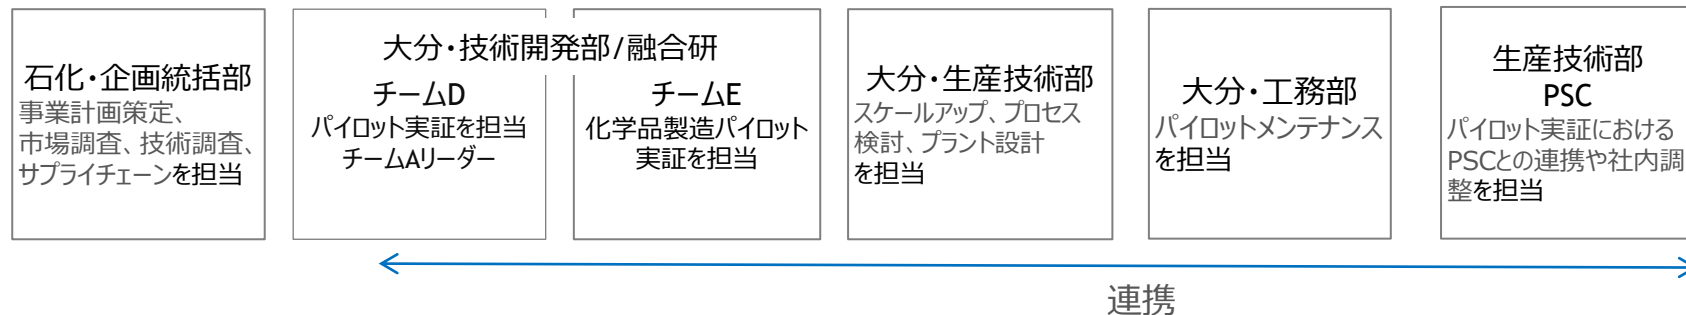 石化・企画統括部
事業計画策定、
市場調査、技術調査、
サプライチェーンを担当
大分・技術開発部/融合研
チームD
パイロット実証を担当
チームAリーダー
チームE
化学品製造パイロット
実証を担当
大分・生産技術部
スケールアップ、プロセス
検討、プラント設計
を担当
大分・工務部
パイロットメンテナンス
を担当
生産技術部
PSC
パイロット実証における
PSCとの連携や社内調
整を担当
連携